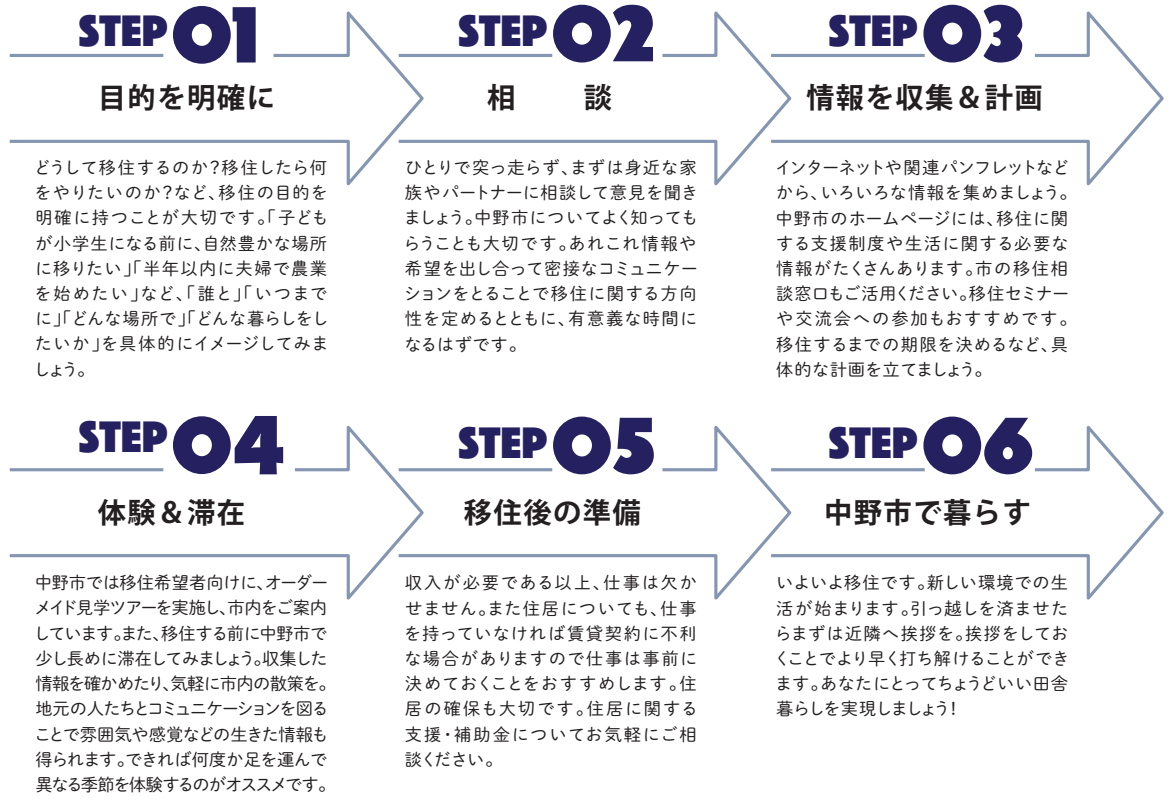 STEP 01
目的を明確に
どうして移住するのか?移住したら何
をやりたいのか?など、移住の目的を
明確に持つことが大切です。「子ども
が小学生になる前に、自然豊かな場所
に移りたい」「半年以内に夫婦で農業
を始めたい」など、「誰と」「いつまで
に」「どんな場所で」「どんな暮らしをし
たいか」を具体的にイメージしてみま
しょう。
STEP 02
相　　談
ひとりで突っ走らず、まずは身近な家
族やパートナーに相談して意見を聞き
ましょう。中野市についてよく知っても
らうことも大切です。あれこれ情報や
希望を出し合って密接なコミュニケー
ションをとることで移住に関する方向
性を定めるとともに、有意義な時間に
なるはずです。
STEP 03
情報を収集&計画
インターネットや関連パンフレットなど
から、いろいろな情報を集めましょう。
中野市のホームページには、移住に関
する支援制度や生活に関する必要な
情報がたくさんあります。市の移住相
談窓口もご活用ください。移住セミナー
や交流会への参加もおすすめです。
移住するまでの期限を決めるなど、具
体的な計画を立てましょう。
STEP 04
体験&滞在
中野市では移住希望者向けに、オーダー
メイド見学ツアーを実施し、市内をご案内
しています。また、移住する前に中野市で
少し長めに滞在してみましょう。収集した
情報を確かめたり、気軽に市内の散策を。
地元の人たちとコミュニケーションを図る
ことで雰囲気や感覚などの生きた情報も
得られます。できれば何度か足を運んで
異なる季節を体験するのがオススメです。
STEP 05
移住後の準備
収入が必要である以上、仕事は欠か
せません。また住居についても、仕事
を持っていなければ賃貸契約に不利
な場合がありますので仕事は事前に
決めておくことをおすすめします。住
居の確保も大切です。住居に関する
支援・補助金についてお気軽にご相
談ください。
STEP 06
中野市で暮らす
いよいよ移住です。新しい環境での生
活が始まります。引っ越しを済ませた
らまずは近隣へ挨拶を。挨拶をしてお
くことでより早く打ち解けることができ
ます。あなたにとってちょうどいい田舎
暮らしを実現しましょう!